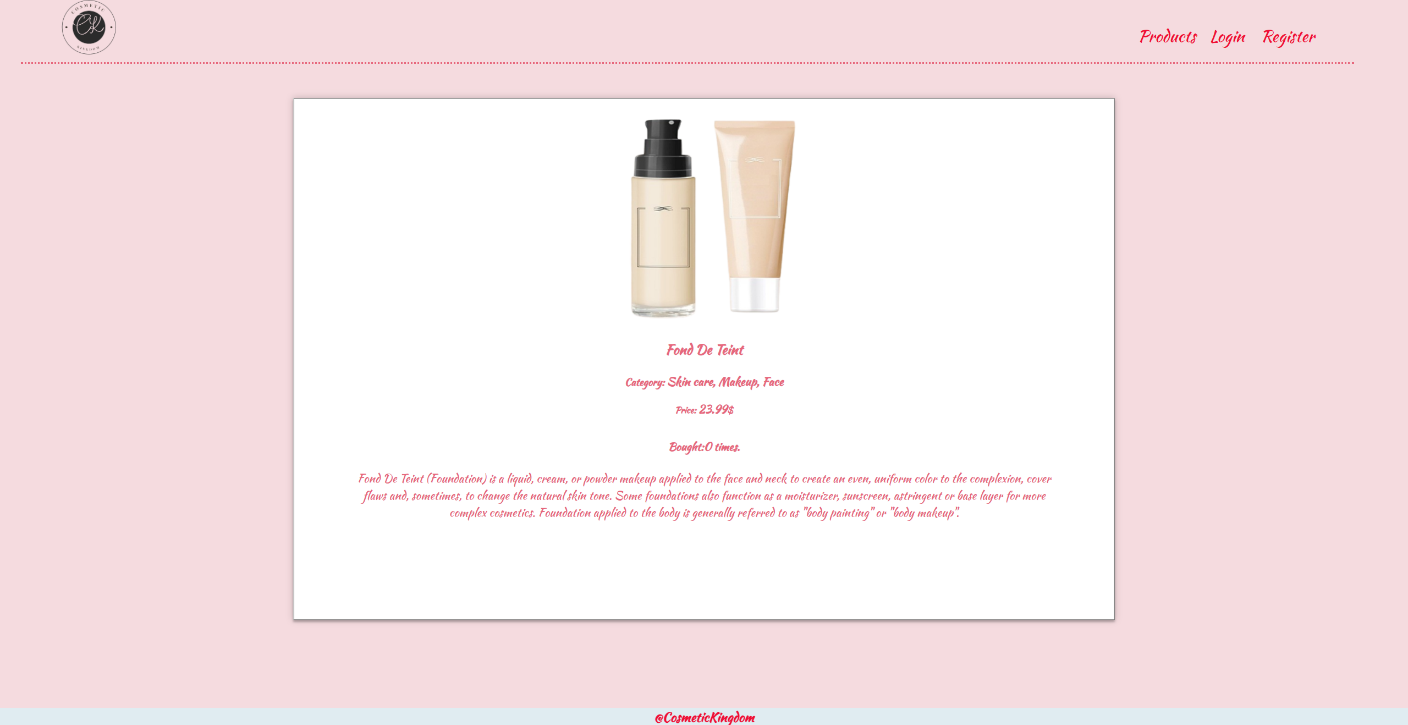 COSMETIC
CK
Products Login Register
Fond De Teint
Category: Skin care, Makeup, Face
Price: 23.99$
Bought:0 times.
Fond De Teint (Foundation) is a liquid, cream, or powder makeup applied to the face and neck to create an even, uniform color to the complexion, cover
flaws and, sometimes, to change the natural skin tone. Some foundations also function as a moisturizer, sunscreen, astringent or base layer for more
complex cosmetics. Foundation applied to the body is generally referred to as "body painting" or "body makeup".
@CosmeticKingdom